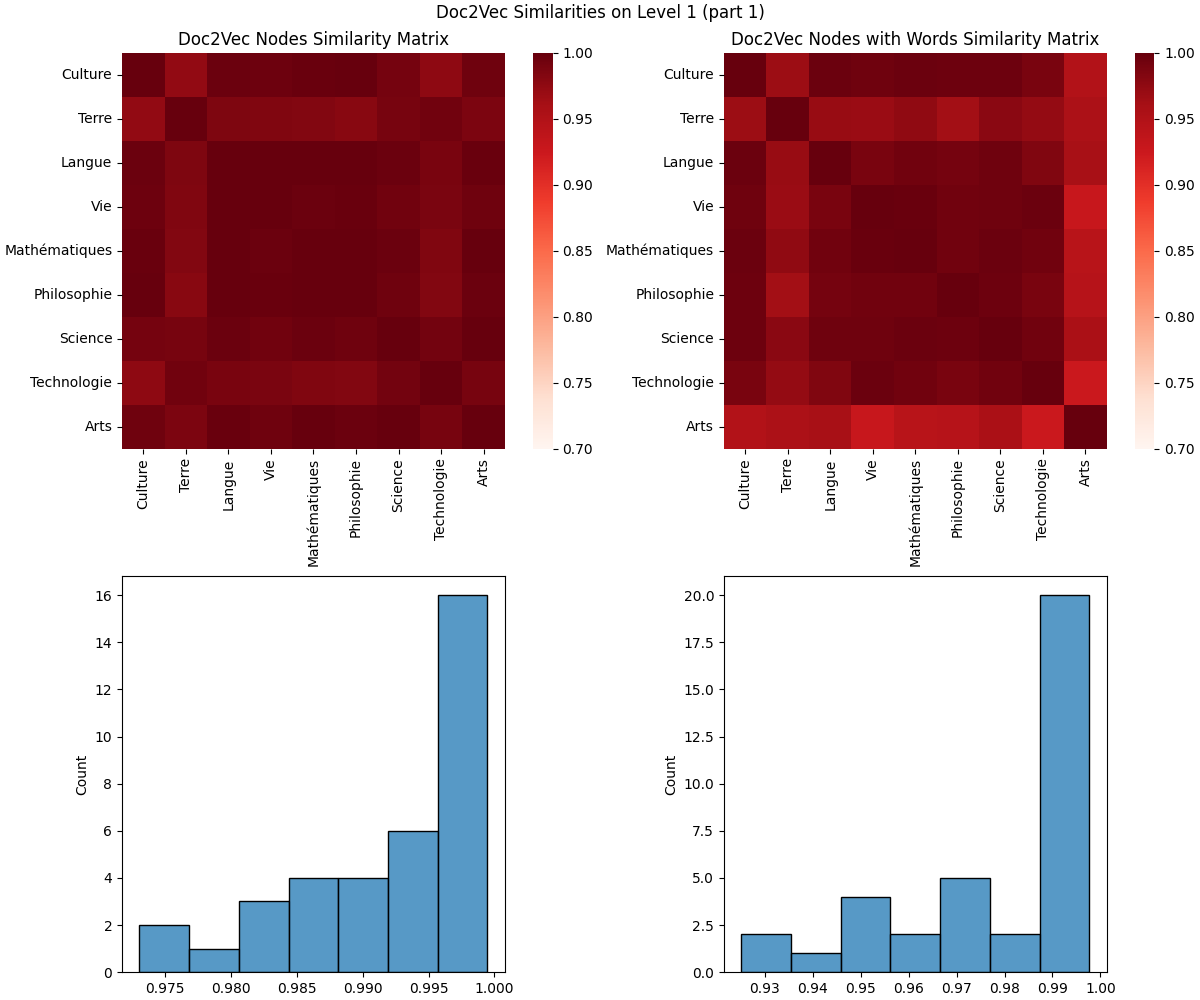 Doc2Vec Similarities on Level 1 (part 1)
Doc2Vec Nodes Similarity Matrix
Culture
Terre
Langue
Vie
Mathématiques
Philosophie
Science
Technologie
Arts
Culture
Terre
Langue
Vie
Mathématiques
Philosophie
Science
Technologie
Arts
1.00
0.95
0.90
0.85
0.80
0.75
0.70
Doc2Vec Nodes with Words Similarity Matrix
Culture
Terre
Langue
Vie
Mathématiques
Philosophie
Science
Technologie
Arts
Culture
Terre
Langue
Vie
Mathématiques
Philosophie
Science
Technologie
Arts
1.00
0.95
0.90
0.85
0.80
0.75
0.70
Count
16
14
12
10
8
6
4
2
0
0.975 0.980 0.985 0.990 0.995 1.000
Count
20.0
17.5
15.0
12.5
10.0
7.5
5.0
2.5
0.0
0.93 0.94 0.95 0.96 0.97 0.98 0.99 1.00